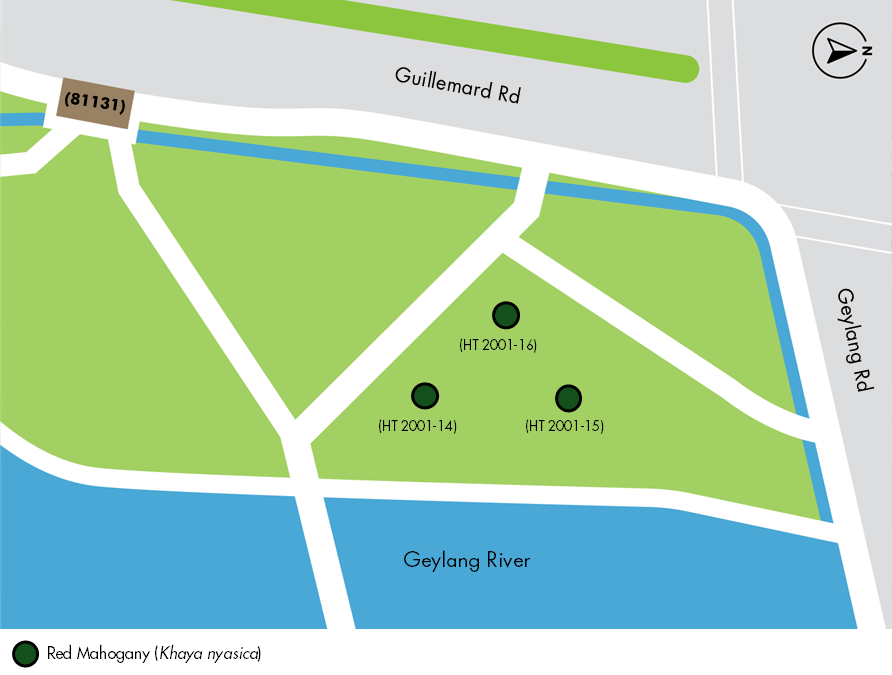 N
Guillemard Rd
(81131)
Geylang Rd
(HT 2001-16)
(HT 2001-14)
(HT 2001-15)
Geylang River
Red Mahogany (Khaya nyasica)